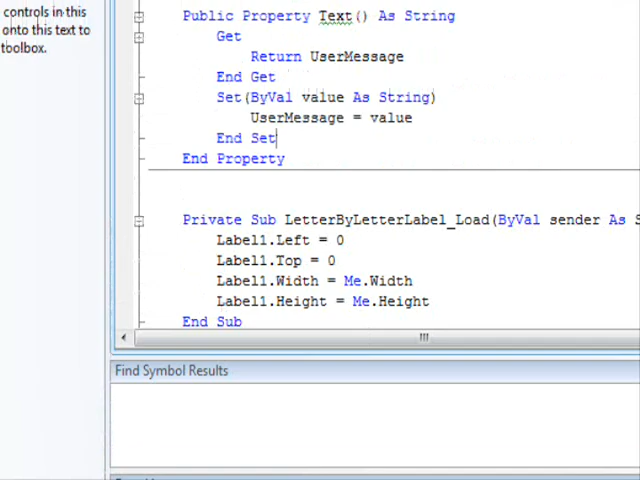 controls in this
onto this text to
toolbox.
Public Property Text() As String
Get
Return UserMessage
End Get
Set(ByVal value As String)
UserMessage = value
End Set
End Property
Private Sub LetterByLetterLabel_Load(ByVal sender As
Label1.Left = 0
Label1.Top = 0
Label1.Width = Me.Width
Label1.Height = Me.Height
End Sub
Find Symbol Results